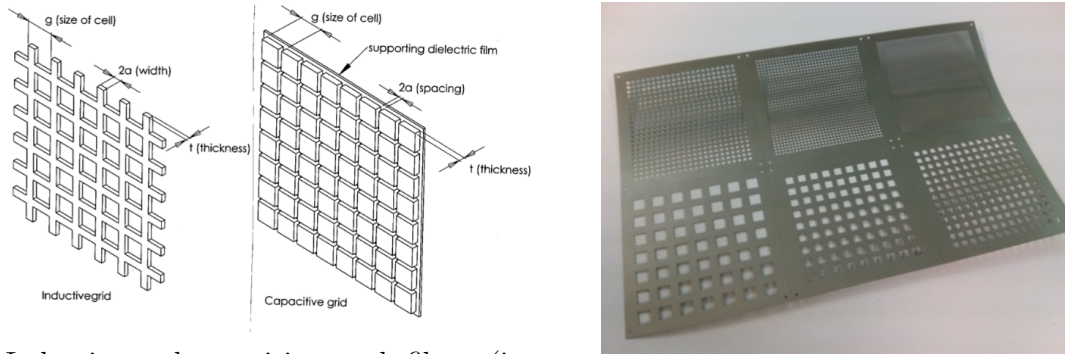 g (size of cell)
2a (width)
t (thickness)
Inductivegrid
g (size of cell)
supporting dielectric film
2a (spacing)
t (thickness)
Capacitive grid